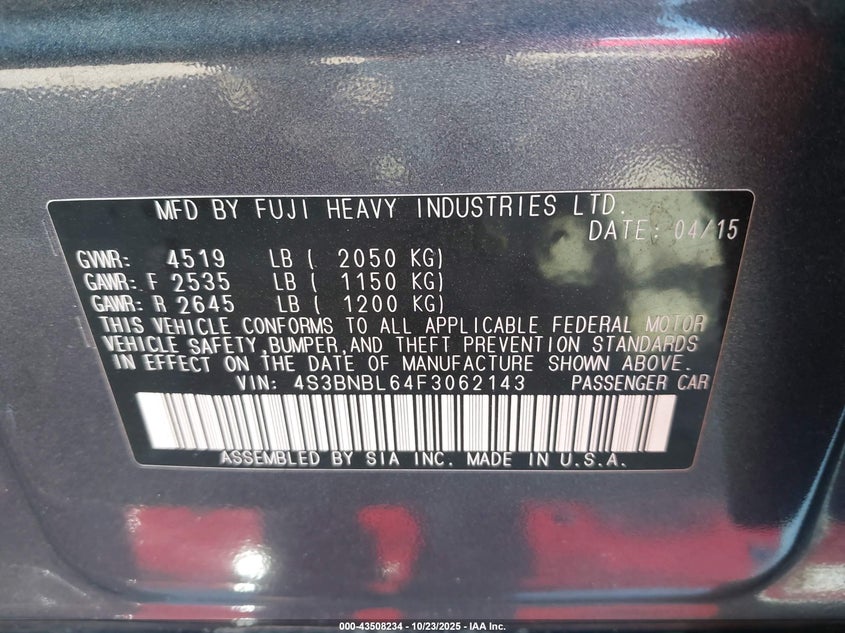 MFD BY FUJI HEAVY INDUSTRIES LTD.
DATE: 04/15
GVWR: 4519 LB ( 2050 KG)
GAWR: F 2535 LB ( 1150 KG)
GAWR: R 2645 LB ( 1200 KG)
THIS VEHICLE CONFORMS TO ALL APPLICABLE FEDERAL MOTOR
VEHICLE SAFETY,BUMPER,AND THEFT PREVENTION STANDARDS
IN EFFECT ON THE DATE OF MANUFACTURE SHOWN ABOVE.
VIN: 4S3BNBL64F3062143 PASSENGER CAR
ASSEMBLED BY SIA INC. MADE IN U.S.A.
000-43508234 - 10/23/2025 - IAA Inc.